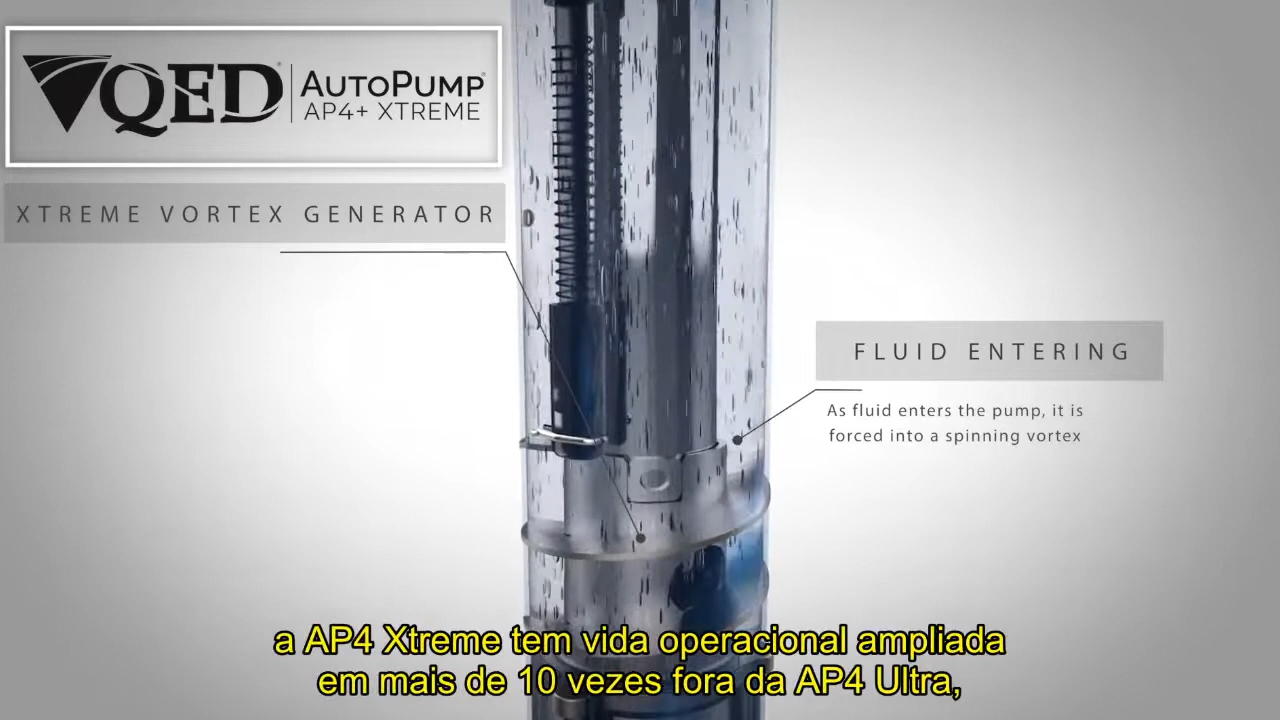 QED® AUTOPUMP®
AP4+ XTREME
XTREME VORTEX GENERATOR
FLUID ENTERING
As fluid enters the pump, it is
forced into a spinning vortex
a AP4 Xtreme tem vida operacional ampliada
em mais de 10 vezes fora da AP4 Ultra,